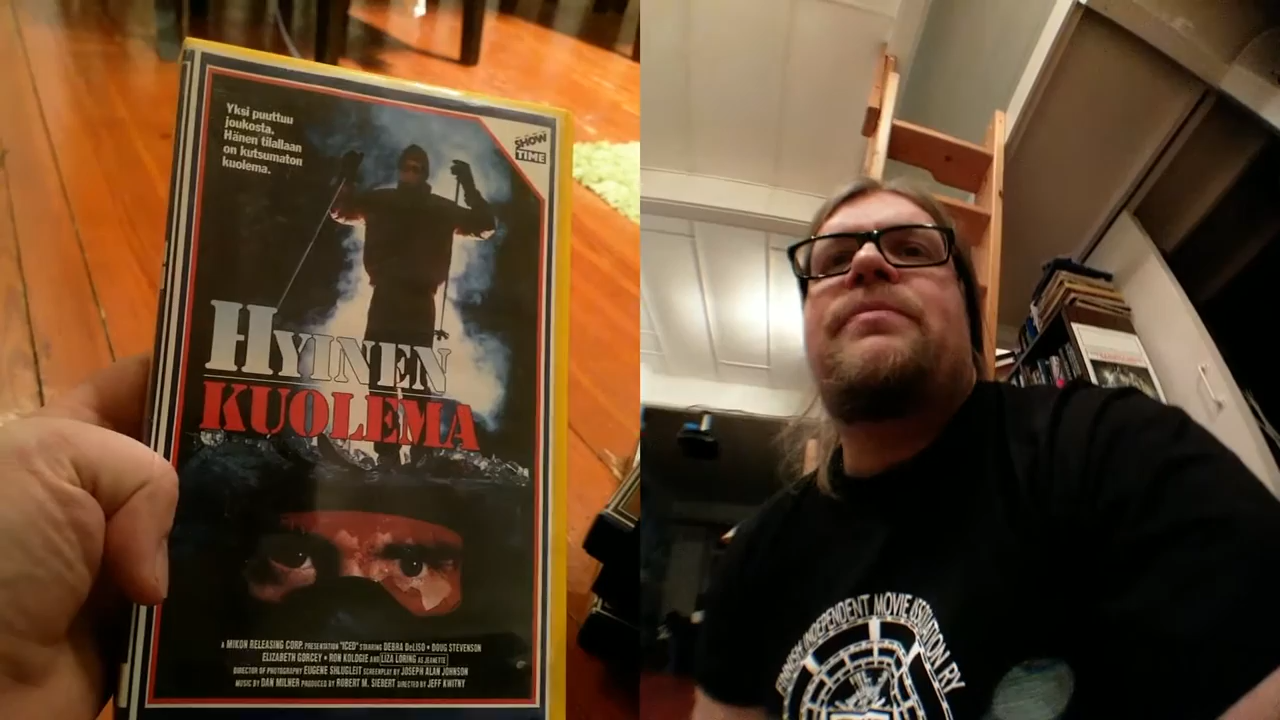 Yksi puuttuu
joukosta.
Hänen tilallaan
on kutsumaton
kuolema.
SHOW
TIME
HYINEN
KUOLEMA
A MIKON RELEASING CORP. PRESENTATION "ICED" STARRING DEBRA DeLISO • DOUG STEVENSON
ELIZABETH GORCEY • RON KOLOGIE AND LIZA LORING AS JEANETTE
DIRECTOR OF PHOTOGRAPHY EUGENE SHLUGLEIT SCREENPLAY BY JOSEPH ALAN JOHNSON
MUSIC BY DAN MILNER PRODUCED BY ROBERT M. SIEBERT DIRECTED BY JEFF KWITNY
INDEPENDENT MOVIE ASSOCIATION RY